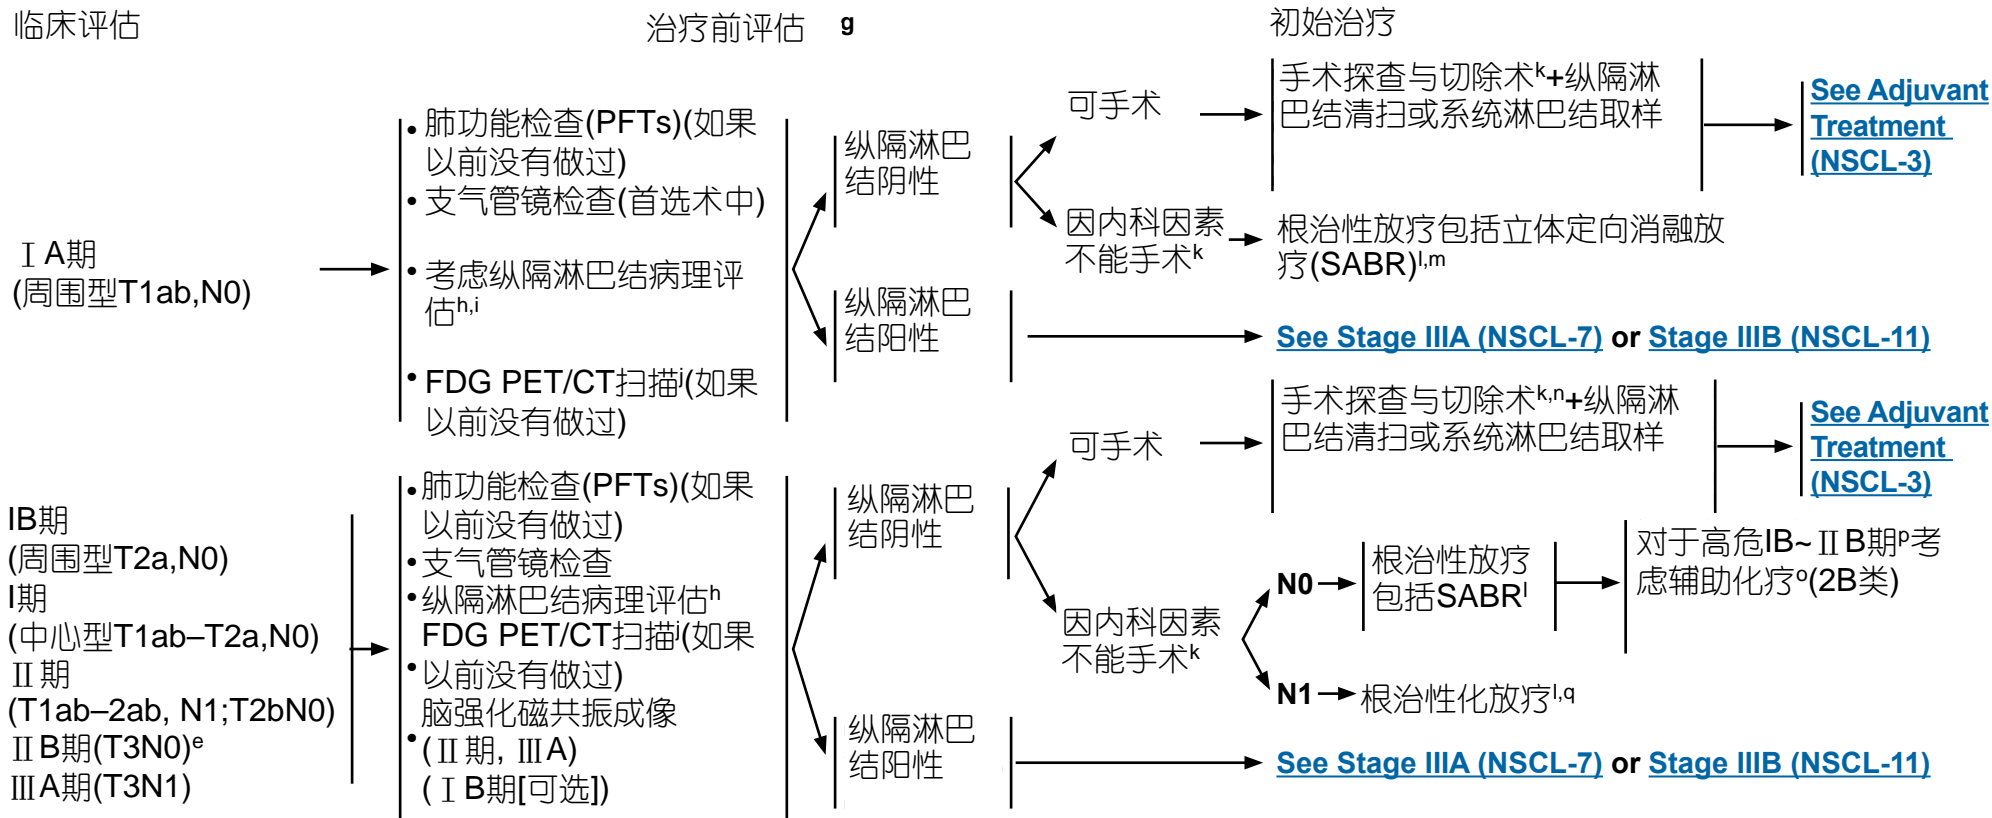 临床评估
治疗前评估 g
初始治疗
ⅠA期
(周围型T1ab,N0)
• 肺功能检查(PFTs)(如果
以前没有做过)
• 支气管镜检查(首选术中)
• 考虑纵隔淋巴结病理评
估h,i
• FDG PET/CT扫描j(如果
以前没有做过)
纵隔淋巴
结阴性
纵隔淋巴
结阳性
可手术
手术探查与切除术k+纵隔淋
巴结清扫或系统淋巴结取样
See Adjuvant
Treatment
(NSCL-3)
因内科因素
不能手术k
根治性放疗包括立体定向消融放
疗(SABR)l,m
See Stage IIIA (NSCL-7) or Stage IIIB (NSCL-11)
IB期
(周围型T2a,N0)
I期
(中心型T1ab–T2a,N0)
Ⅱ期
(T1ab–2ab, N1;T2bN0)
ⅡB期(T3N0)e
ⅢA期(T3N1)
• 肺功能检查(PFTs)(如果
以前没有做过)
• 支气管镜检查
• 纵隔淋巴结病理评估h
FDG PET/CT扫描j(如果
• 以前没有做过)
脑强化磁共振成像
• (Ⅱ期, ⅢA)
(ⅠB期[可选])
纵隔淋巴
结阴性
纵隔淋巴
结阳性
可手术
手术探查与切除术k,n+纵隔淋
巴结清扫或系统淋巴结取样
See Adjuvant
Treatment
(NSCL-3)
因内科因素
不能手术k
N0
根治性放疗
包括SABRl
对于高危IB~ⅡB期p考
虑辅助化疗o(2B类)
N1
根治性化放疗l,q
See Stage IIIA (NSCL-7) or Stage IIIB (NSCL-11)